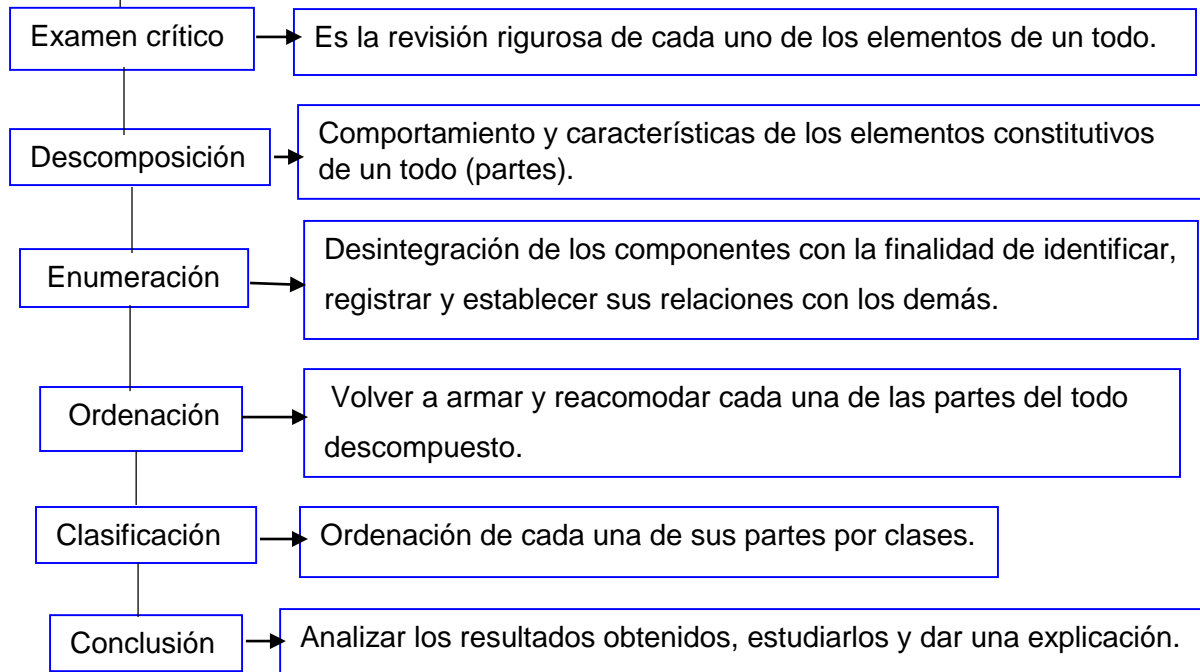 Examen crítico
Es la revisión rigurosa de cada uno de los elementos de un todo.
Descomposición
Comportamiento y características de los elementos constitutivos
de un todo (partes).
Enumeración
Desintegración de los componentes con la finalidad de identificar,
registrar y establecer sus relaciones con los demás.
Ordenación
Volver a armar y reacomodar cada una de las partes del todo
descompuesto.
Clasificación
Ordenación de cada una de sus partes por clases.
Conclusión
Analizar los resultados obtenidos, estudiarlos y dar una explicación.